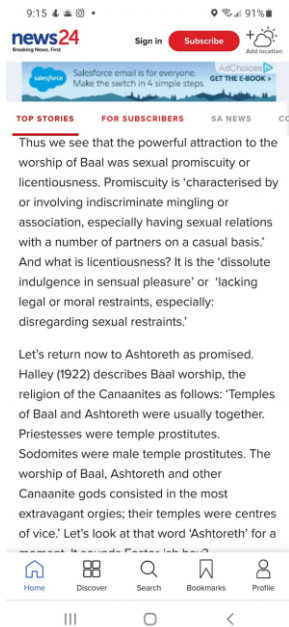 9:15
91%
news24
Breaking News. First
Sign in
Subscribe
Add location
AdChoices
salesforce
Salesforce email is for everyone.
Make the switch in 4 simple steps.
GET THE E-BOOK >
TOP STORIES
FOR SUBSCRIBERS
SA NEWS
CO
Thus we see that the powerful attraction to the
worship of Baal was sexual promiscuity or
licentiousness. Promiscuity is ‘characterised by
or involving indiscriminate mingling or
association, especially having sexual relations
with a number of partners on a casual basis.’
And what is licentiousness? It is the ‘dissolute
indulgence in sensual pleasure’ or ‘lacking
legal or moral restraints, especially:
disregarding sexual restraints.’
Let’s return now to Ashtoreth as promised.
Halley (1922) describes Baal worship, the
religion of the Canaanites as follows: ‘Temples
of Baal and Ashtoreth were usually together.
Priestesses were temple prostitutes.
Sodomites were male temple prostitutes. The
worship of Baal, Ashtoreth and other
Canaanite gods consisted in the most
extravagant orgies; their temples were centres
of vice.’ Let’s look at that word ‘Ashtoreth’ for a
moment. It sounds Easter-ish hey?
Home
Discover
Search
Bookmarks
Profile